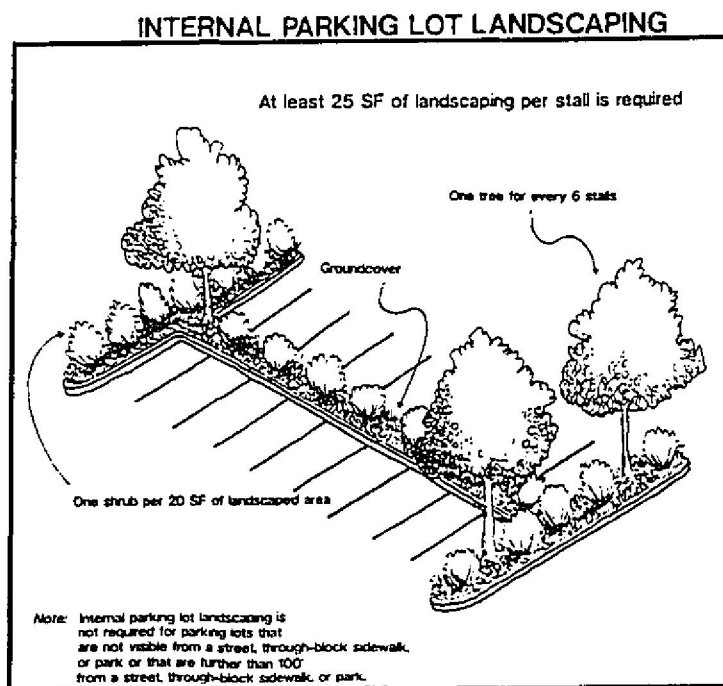 INTERNAL PARKING LOT LANDSCAPING
At least 25 SF of landscaping per stall is required
One tree for every 6 stalls
Groundcover
One shrub per 20 SF of landscaped area
Note: Internal parking lot landscaping is
not required for parking lots that
are not visible from a street, through-block sidewalk,
or park or that are further than 100'
from a street, through-block sidewalk, or park.